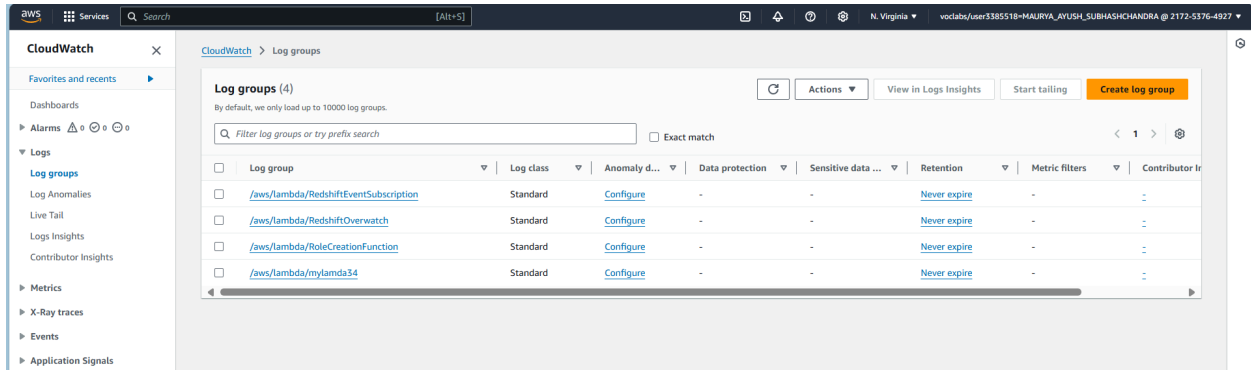 aws Services Search [Alt+S] N. Virginia ▼ voclabs/user3385518=MAURYA_AYUSH_SUBHASHCHANDRA @ 2172-5376-4927 ▼
CloudWatch
Favorites and recents
Dashboards
Alarms 0 0 0
Logs
Log groups
Log Anomalies
Live Tail
Logs Insights
Contributor Insights
Metrics
X-Ray traces
Events
Application Signals
CloudWatch > Log groups
Log groups (4)
By default, we only load up to 10000 log groups.
Actions ▼ View in Logs Insights Start tailing Create log group
Filter log groups or try prefix search Exact match < 1 >
Log group Log class Anomaly d... Data protection Sensitive data ... Retention Metric filters Contributor In
/aws/lambda/RedshiftEventSubscription Standard Configure - - Never expire - -
/aws/lambda/RedshiftOverwatch Standard Configure - - Never expire - -
/aws/lambda/RoleCreationFunction Standard Configure - - Never expire - -
/aws/lambda/mylamda34 Standard Configure - - Never expire - -